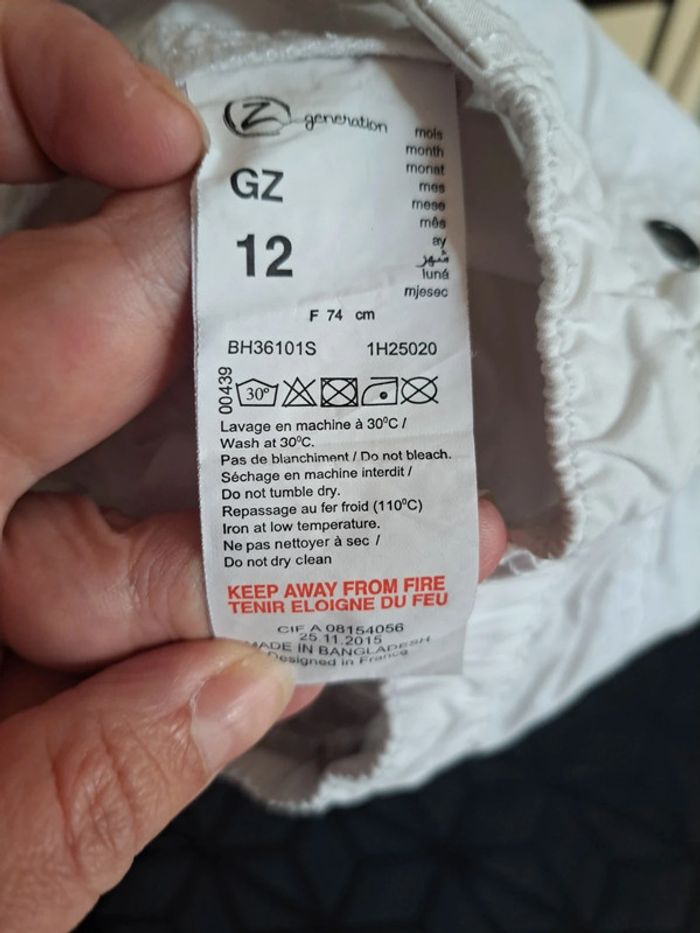 Z generation
GZ
12
mois
month
monat
mes
mese
mês
ay
شهر
lună
mjesec
F 74 cm
BH36101S 1H25020
00439
30°
Lavage en machine à 30°C /
Wash at 30°C.
Pas de blanchiment / Do not bleach.
Séchage en machine interdit /
Do not tumble dry.
Repassage au fer froid (110°C)
Iron at low temperature.
Ne pas nettoyer à sec /
Do not dry clean
KEEP AWAY FROM FIRE
TENIR ELOIGNE DU FEU
CIF A 08154056
25.11.2015
MADE IN BANGLADESH
Designed in France